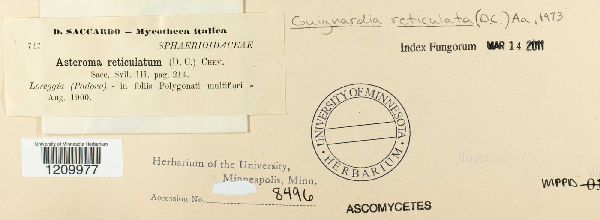 D. SACCARDO – Mycotheca italica
717 SPHAERIOIDACEAE
Asteroma reticulatum (D. C.) CHEV.
Sacc. Syll. III. pag. 214.
Loreggia (Padova) - in foliis Polygonati multiflori -
Aug. 1900.
Guignardia reticulata (DC.) Aa, 1973
Index Fungorum MAR 14 2011
University of Minnesota Herbarium
1209977
Herbarium of the University,
Minneapolis, Minn.
Accession No. 8496
UNIVERSITY OF MINNESOTA
HERBARIUM
ASCOMYCETES
MPPD